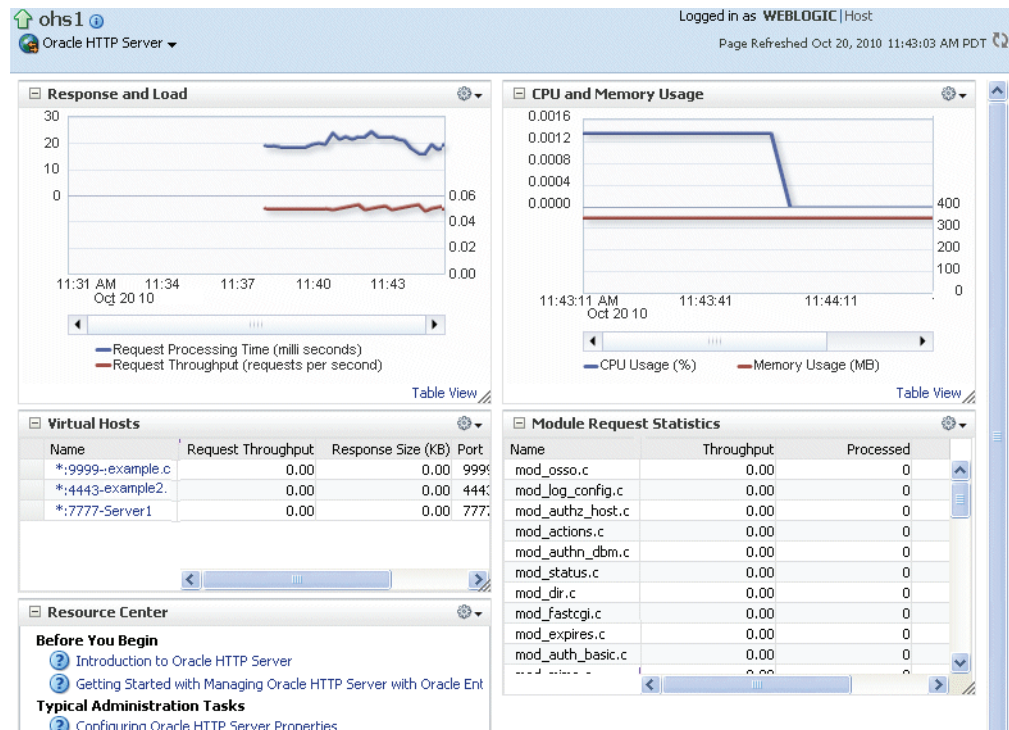 ohs1
Logged in as WEBLOGIC|Host
Oracle HTTP Server
Page Refreshed Oct 20, 2010 11:43:03 AM PDT
Response and Load
30
20
10
0
0.06
0.04
0.02
0.00
11:31 AM 11:34 11:37 11:40 11:43
Oct 20 10
Request Processing Time (milli seconds)
Request Throughput (requests per second)
Table View
CPU and Memory Usage
0.0016
0.0012
0.0008
0.0004
0.0000
400
300
200
100
0
11:43:11 AM 11:43:41 11:44:11
Oct 20 10
CPU Usage (%) Memory Usage (MB)
Table View
Virtual Hosts
Name Request Throughput Response Size (KB) Port
*:9999-:example.c 0.00 0.00 9999
*:4443-example2. 0.00 0.00 444
*:7777-Server1 0.00 0.00 777
Module Request Statistics
Name Throughput Processed
mod_osso.c 0.00 0
mod_log_config.c 0.00 0
mod_authz_host.c 0.00 0
mod_actions.c 0.00 0
mod_authn_dbm.c 0.00 0
mod_status.c 0.00 0
mod_dir.c 0.00 0
mod_fastcgi.c 0.00 0
mod_expires.c 0.00 0
mod_auth_basic.c 0.00 0
Resource Center
Before You Begin
Introduction to Oracle HTTP Server
Getting Started with Managing Oracle HTTP Server with Oracle Ent
Typical Administration Tasks
Configuring Oracle HTTP Server Properties